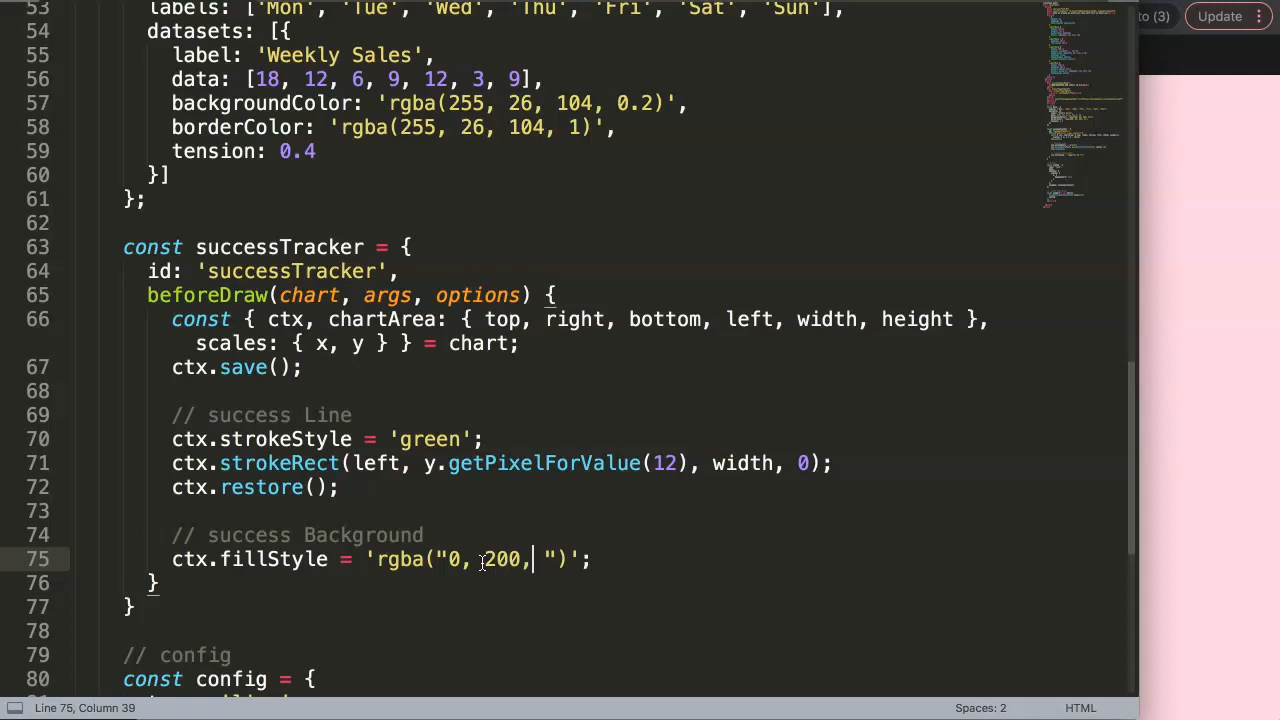 53 labels: ['Mon', 'Tue', 'Wed', 'Thu', 'Fri', 'Sat', 'Sun'],
to (3) Update
54 datasets: [{
55 label: 'Weekly Sales',
56 data: [18, 12, 6, 9, 12, 3, 9],
57 backgroundColor: 'rgba(255, 26, 104, 0.2)',
58 borderColor: 'rgba(255, 26, 104, 1)',
59 tension: 0.4
60 }]
61 };
62
63 const successTracker = {
64 id: 'successTracker',
65 beforeDraw(chart, args, options) {
66 const { ctx, chartArea: { top, right, bottom, left, width, height },
scales: { x, y } } = chart;
67 ctx.save();
68
69 // success Line
70 ctx.strokeStyle = 'green';
71 ctx.strokeRect(left, y.getPixelForValue(12), width, 0);
72 ctx.restore();
73
74 // success Background
75 ctx.fillStyle = 'rgba("0, 200, ")';
76 }
77 }
78
79 // config
80 const config = {
Line 75, Column 39 Spaces: 2 HTML